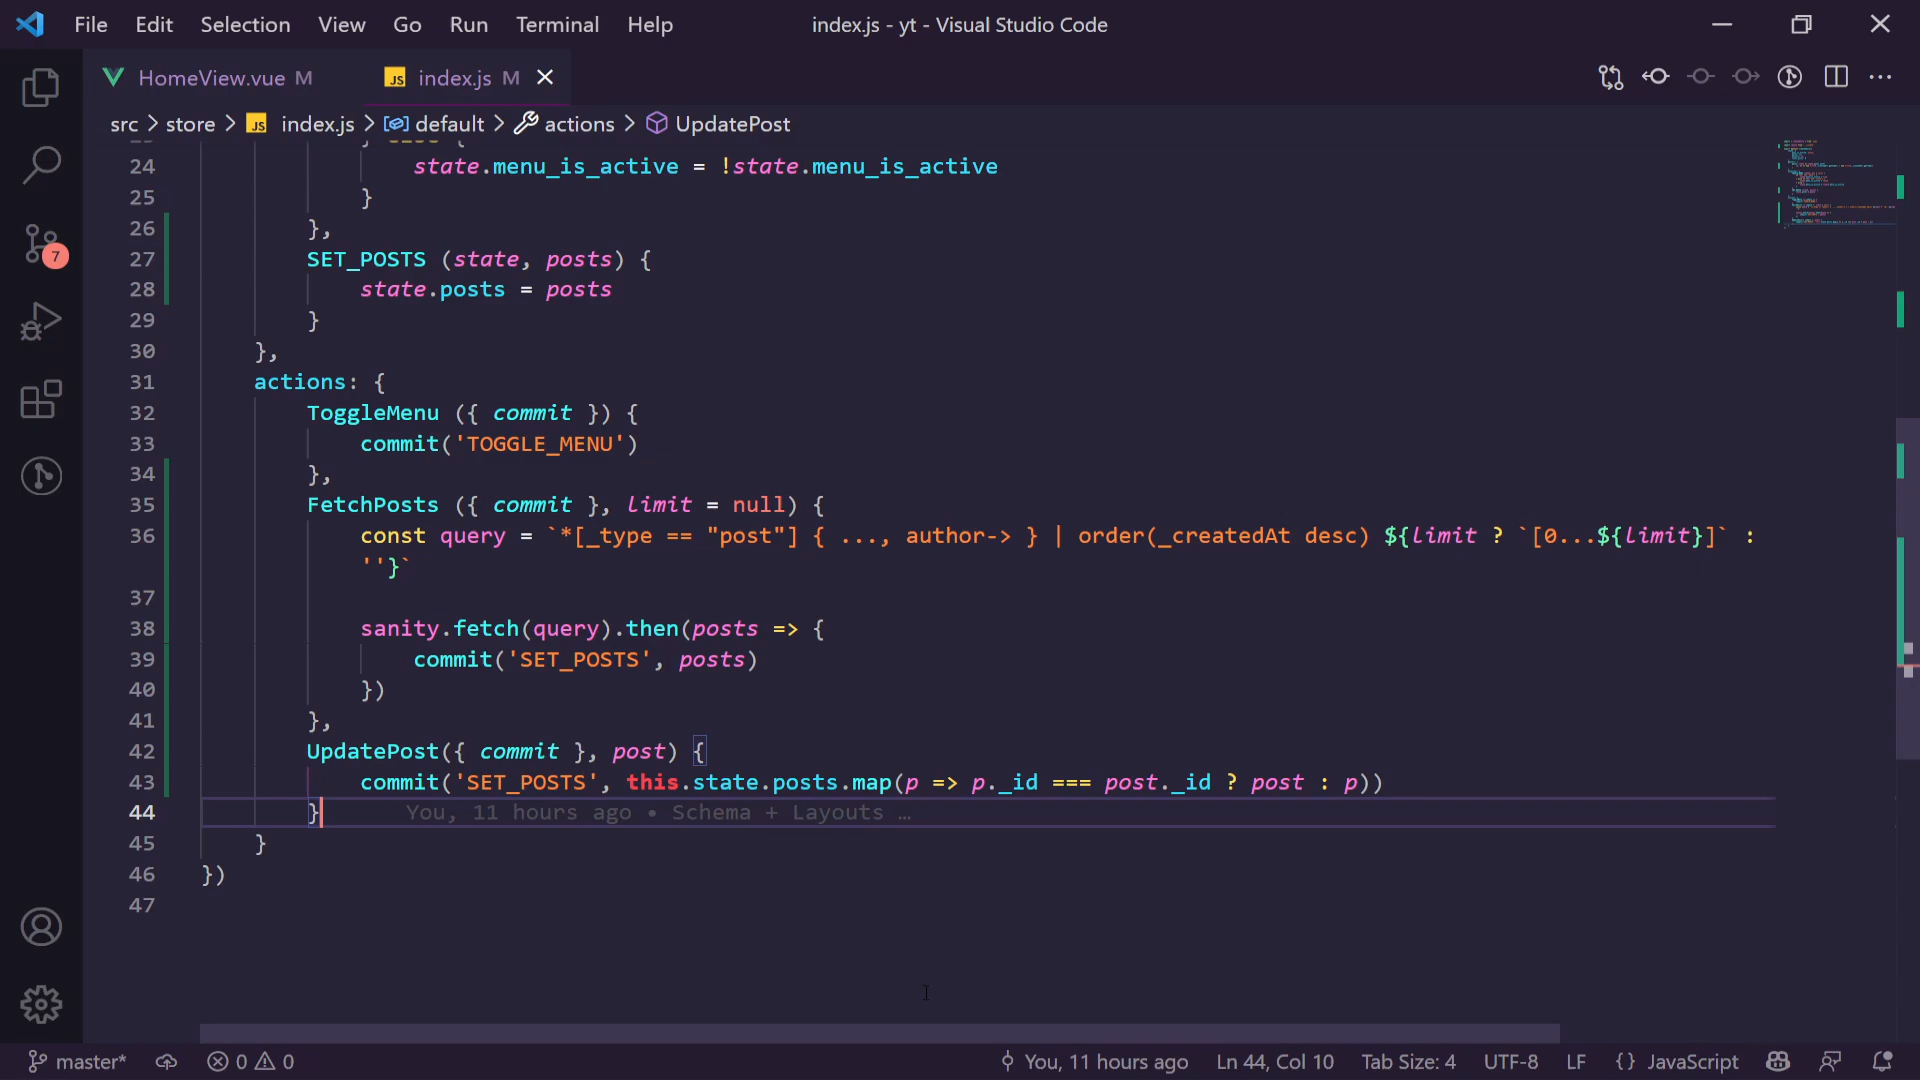 File Edit Selection View Go Run Terminal Help index.js - yt - Visual Studio Code
HomeView.vue M JS index.js M
src > store > JS index.js > default > actions > UpdatePost
24 state.menu_is_active = !state.menu_is_active
25 }
26 },
27 SET_POSTS (state, posts) {
28 state.posts = posts
29 }
30 },
31 actions: {
32 ToggleMenu ({ commit }) {
33 commit('TOGGLE_MENU')
34 },
35 FetchPosts ({ commit }, limit = null) {
36 const query = `*[_type == "post"] { ..., author-> } | order(_createdAt desc) ${limit ? `[0...${limit}]` :
''}`
37
38 sanity.fetch(query).then(posts => {
39 commit('SET_POSTS', posts)
40 })
41 },
42 UpdatePost({ commit }, post) {
43 commit('SET_POSTS', this.state.posts.map(p => p._id === post._id ? post : p))
44 } You, 11 hours ago • Schema + Layouts …
45 }
46 })
47
7
master* 0 0 You, 11 hours ago Ln 44, Col 10 Tab Size: 4 UTF-8 LF {} JavaScript